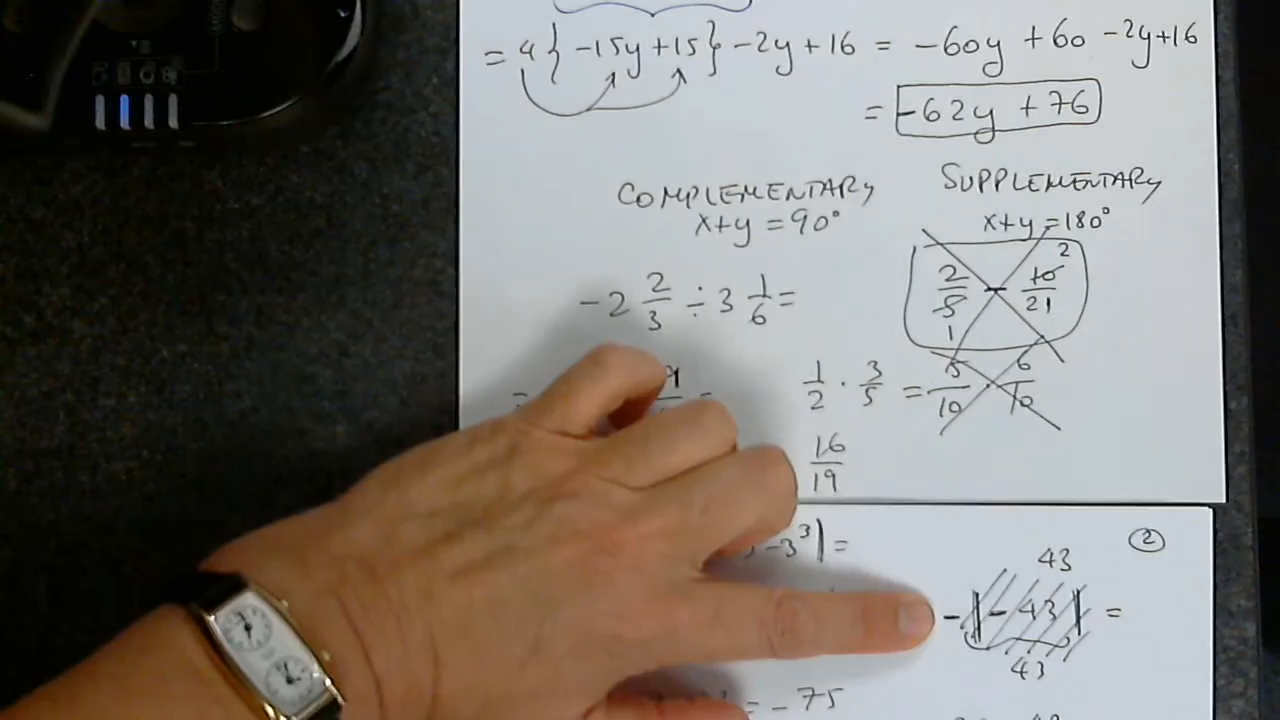 = 4{-15y+15}-2y+16 = -60y +60 -2y+16
= -62y +76
COMPLEMENTARY
x+y=90°
SUPPLEMENTARY
x+y=180°
-2 2/3 ÷ 3 1/6 =
2/5 - 10/21
2
1
1/2 · 3/5 = 5/10 · 6/10
16/19
-3³| =
②
43
-|-43| =
43
= -75